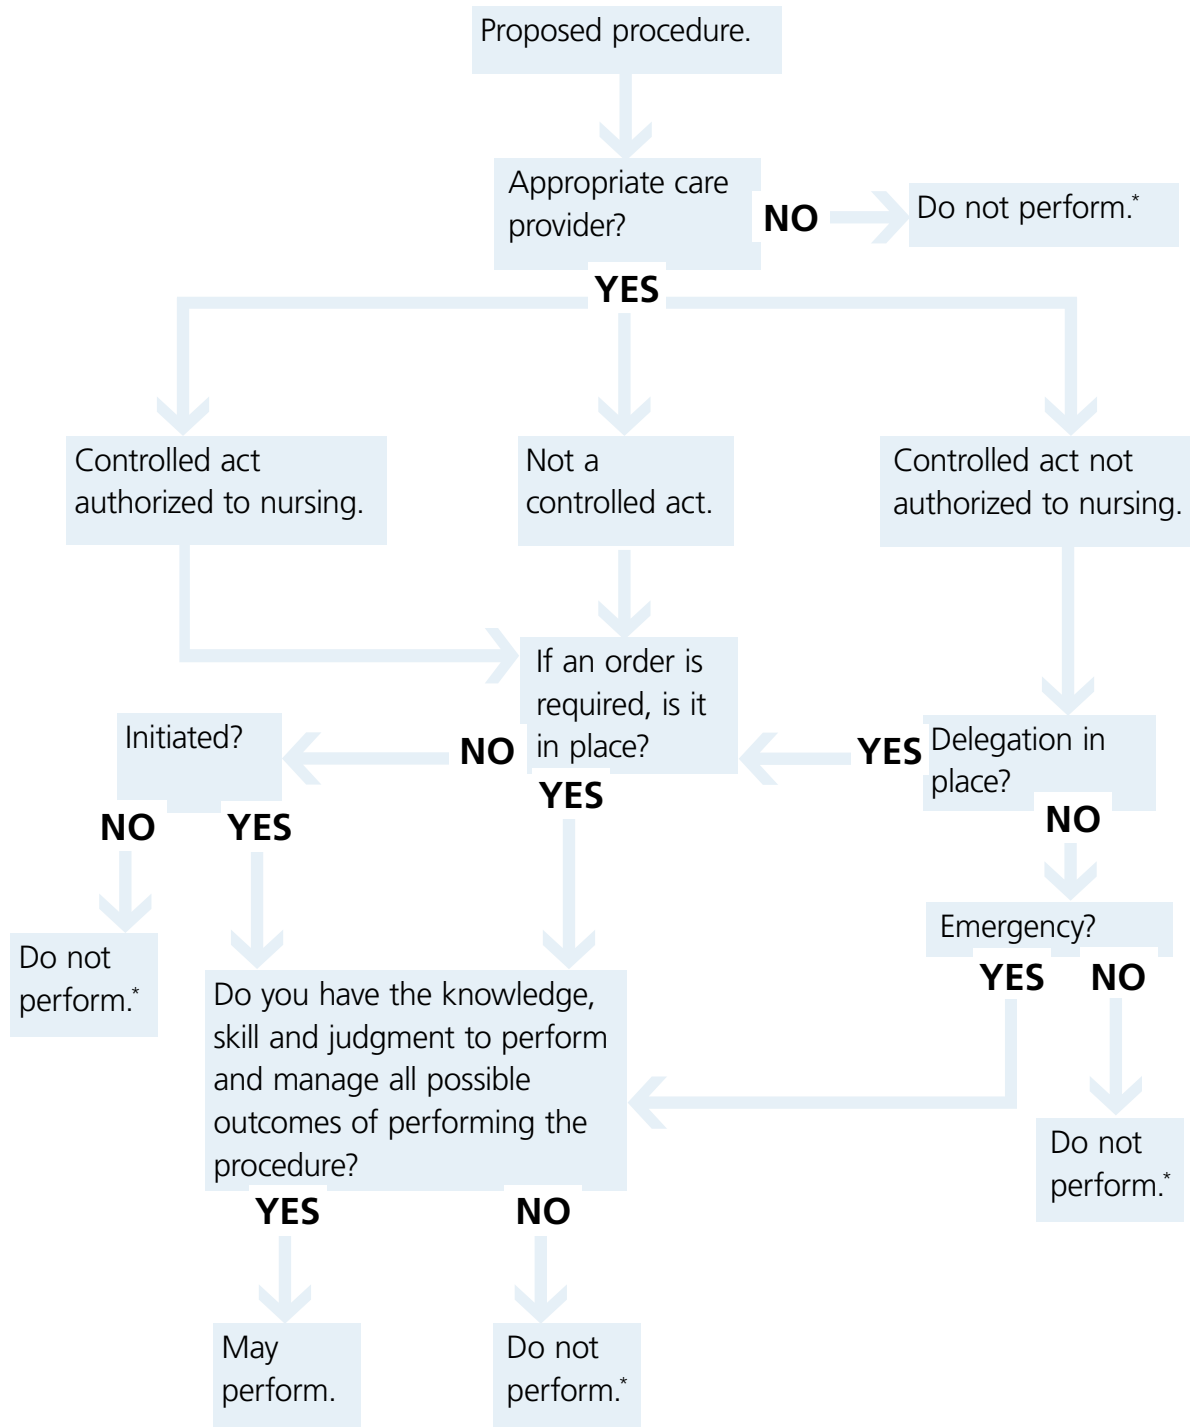 Proposed procedure.
Appropriate care
provider?
NO
Do not perform.*
YES
Controlled act
authorized to nursing.
Not a
controlled act.
Controlled act not
authorized to nursing.
If an order is
required, is it
in place?
Initiated?
NO
YES
Delegation in
place?
YES
NO
NO
YES
Emergency?
YES
NO
Do not
perform.*
Do you have the knowledge,
skill and judgment to perform
and manage all possible
outcomes of performing the
procedure?
Do not
perform.*
YES
NO
May
perform.
Do not
perform.*